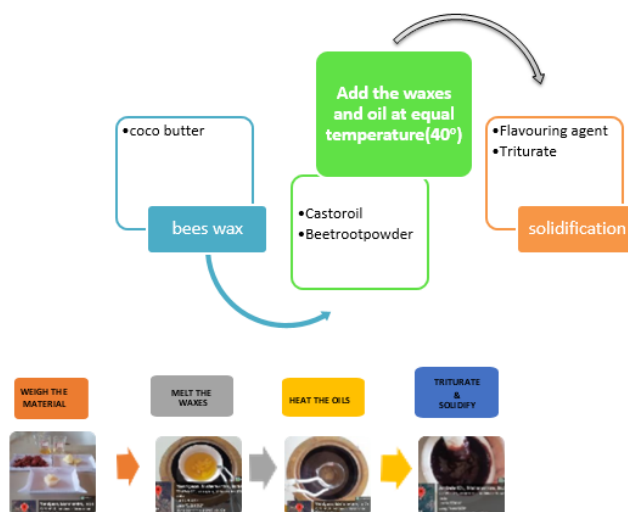 •coco butter
bees wax
Add the waxes
and oil at equal
temperature(40°)
•Castoroil
•Beetrootpowder
•Flavouring agent
•Triturate
solidification
WEIGH THE
MATERIAL
MELT THE
WAXES
HEAT THE OILS
TRITURATE
&
SOLIDIFY